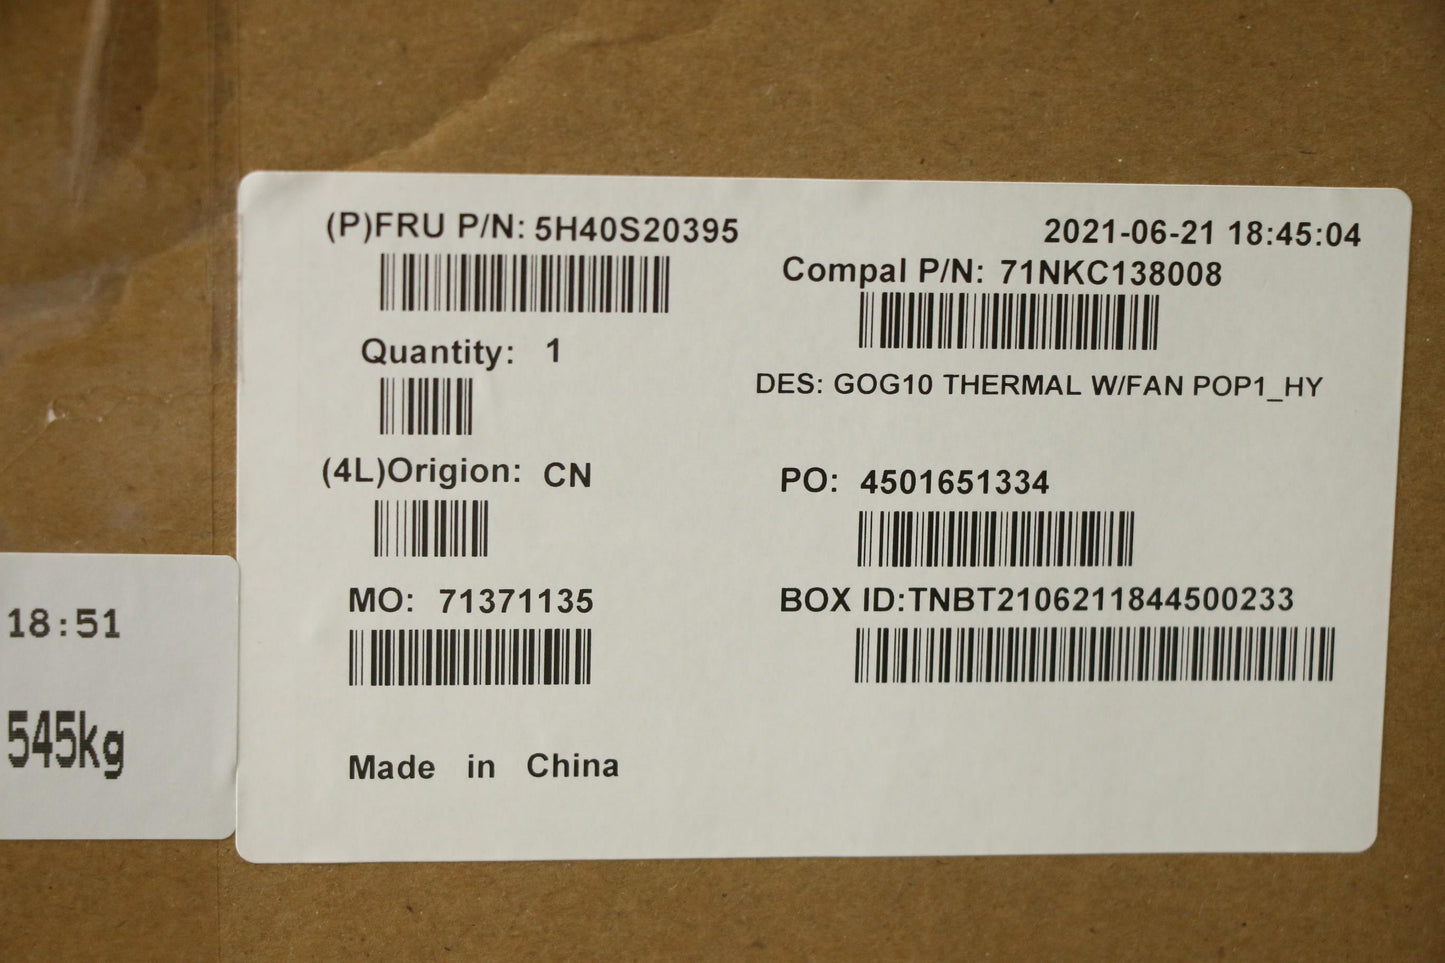 (P)FRU P/N: 5H40S20395
2021-06-21 18:45:04
Compal P/N: 71NKC138008
Quantity: 1
DES: GOG10 THERMAL W/FAN POP1_HY
(4L)Origion: CN
PO: 4501651334
MO: 71371135
BOX ID:TNBT2106211844500233
Made in China
18:51
545kg